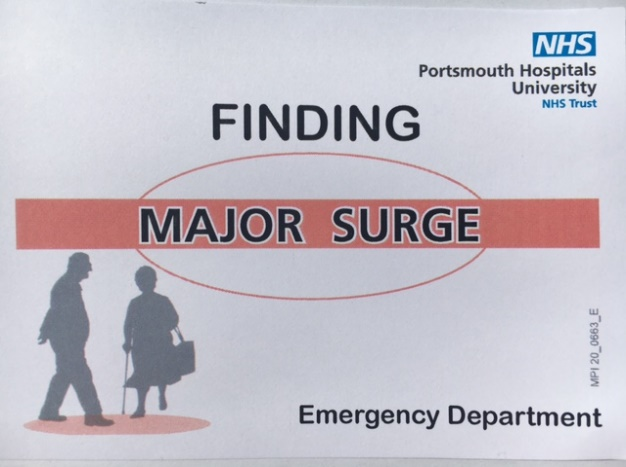 NHS
Portsmouth Hospitals
University
NHS Trust
FINDING
MAJOR SURGE
MPI 20_0663_E
Emergency Department